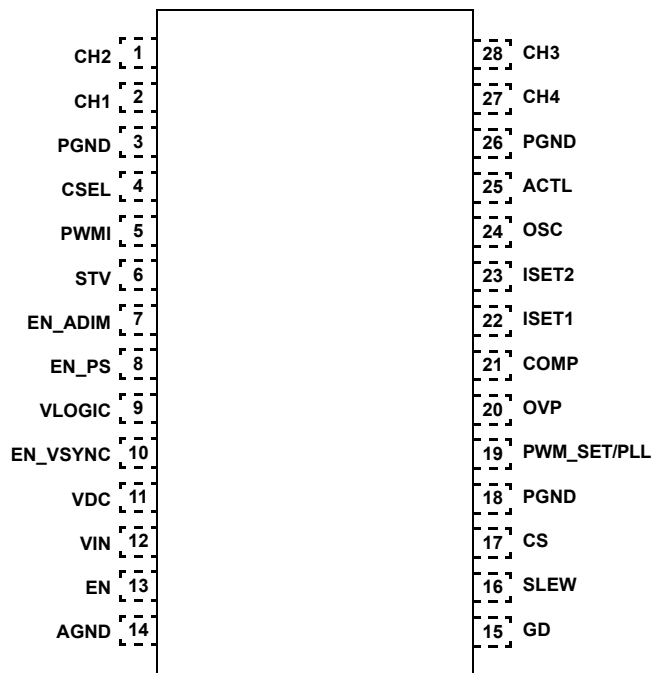 CH2 1 28 CH3
CH1 2 27 CH4
PGND 3 26 PGND
CSEL 4 25 ACTL
PWMI 5 24 OSC
STV 6 23 ISET2
EN_ADIM 7 22 ISET1
EN_PS 8 21 COMP
VLOGIC 9 20 OVP
EN_VSYNC 10 19 PWM_SET/PLL
VDC 11 18 PGND
VIN 12 17 CS
EN 13 16 SLEW
AGND 14 15 GD